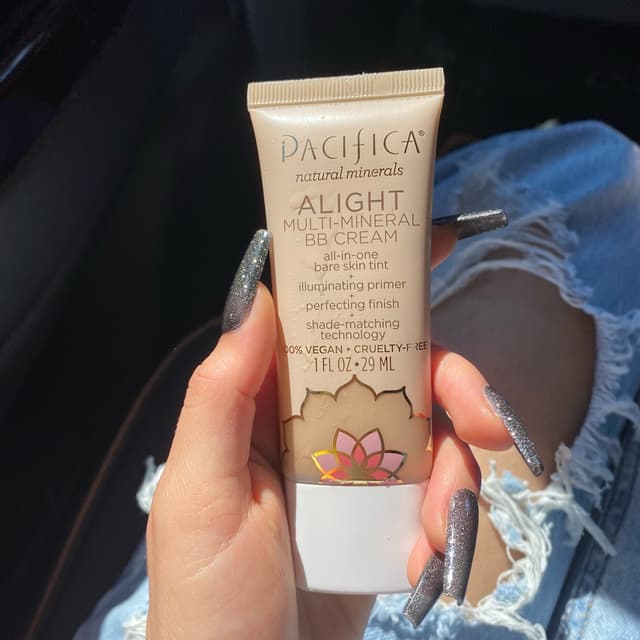 PACIFICA®
natural minerals
ALIGHT
MULTI-MINERAL
BB CREAM
all-in-one
bare skin tint
+
illuminating primer
+
perfecting finish
+
shade-matching
technology
00% VEGAN • CRUELTY-FREE
1 FL OZ • 29 ML